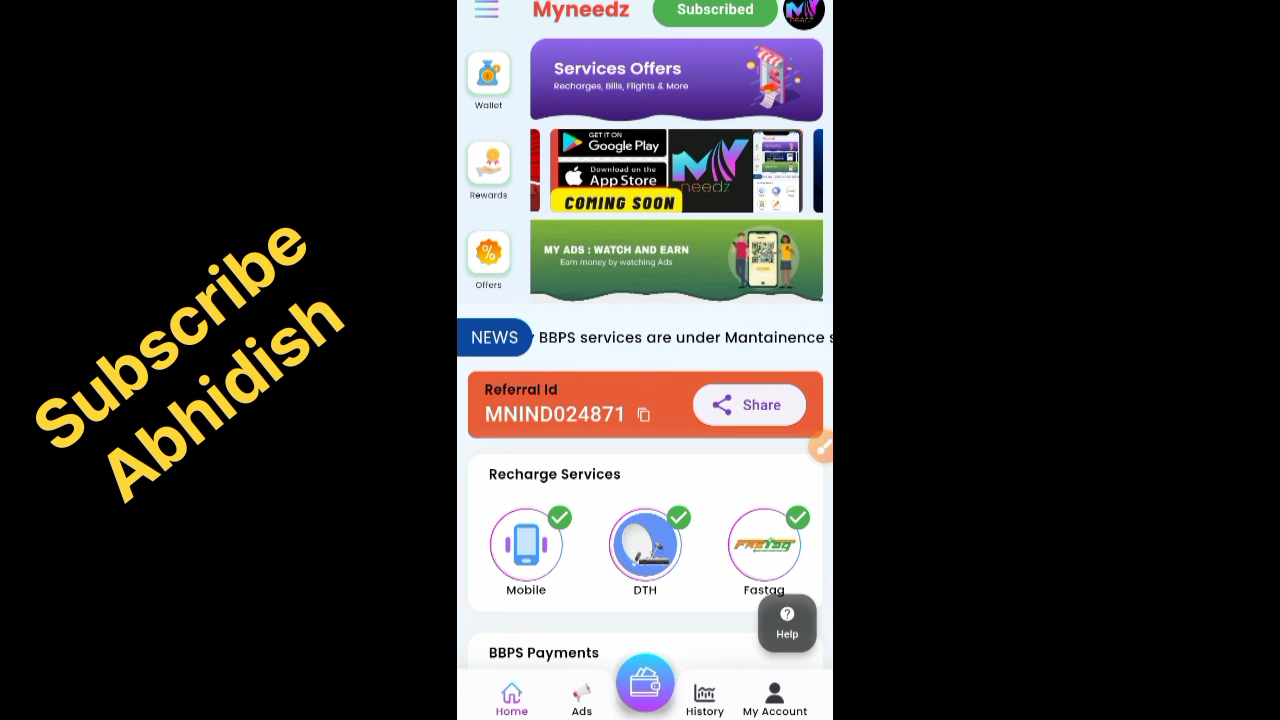 Subscribe
Abhidish
Myneedz
Subscribed
Wallet
Services Offers
Recharges, Bills, Flights & More
Rewards
GET IT ON
Google Play
Download on the
App Store
COMING SOON
MY
needz
Offers
MY ADS : WATCH AND EARN
Earn money by watching Ads
NEWS
BBPS services are under Mantainence s
Referral Id
MNIND024871
Share
Recharge Services
FASTag
Mobile
DTH
Fastag
Help
BBPS Payments
Home
Ads
History
My Account